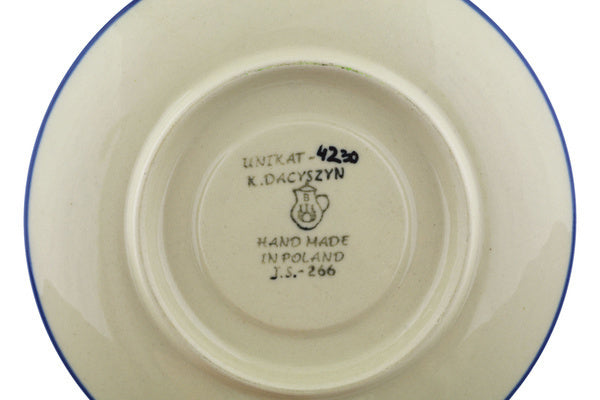 UNIKAT-4230
K.DACYSZYN
B
HAND MADE
IN POLAND
J.S.-266